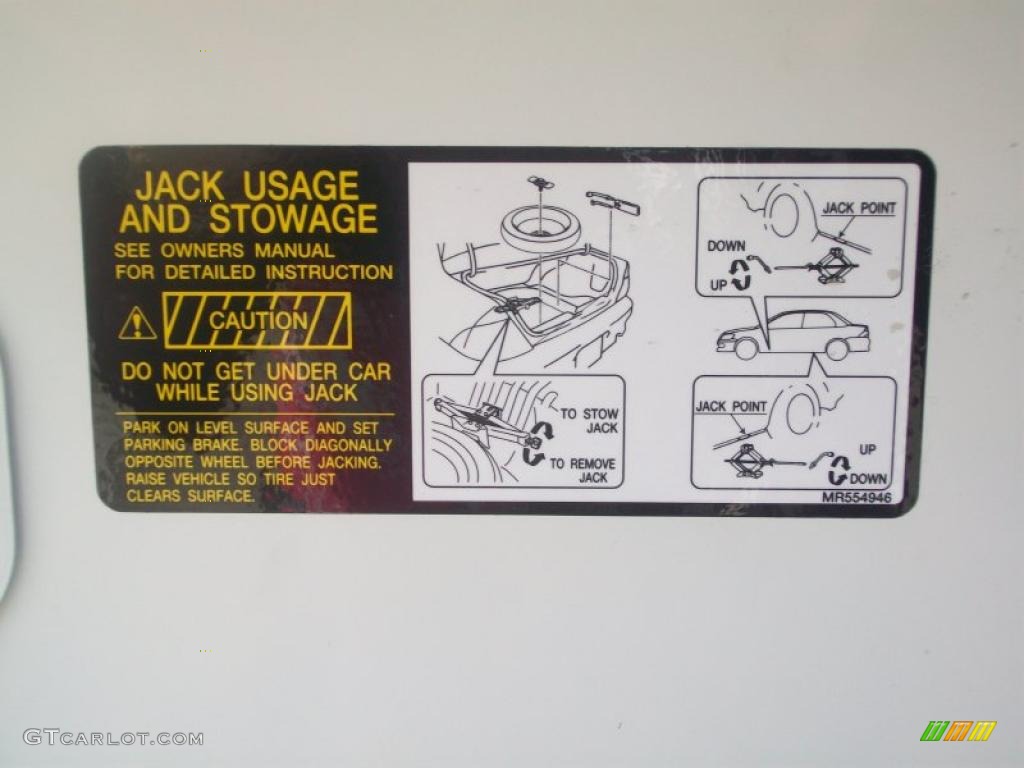 JACK USAGE
AND STOWAGE
SEE OWNERS MANUAL
FOR DETAILED INSTRUCTION
CAUTION
DO NOT GET UNDER CAR
WHILE USING JACK
PARK ON LEVEL SURFACE AND SET
PARKING BRAKE. BLOCK DIAGONALLY
OPPOSITE WHEEL BEFORE JACKING.
RAISE VEHICLE SO TIRE JUST
CLEARS SURFACE.
TO STOW
JACK
TO REMOVE
JACK
JACK POINT
DOWN
UP
JACK POINT
UP
DOWN
MR554946
GTCARLOT.COM